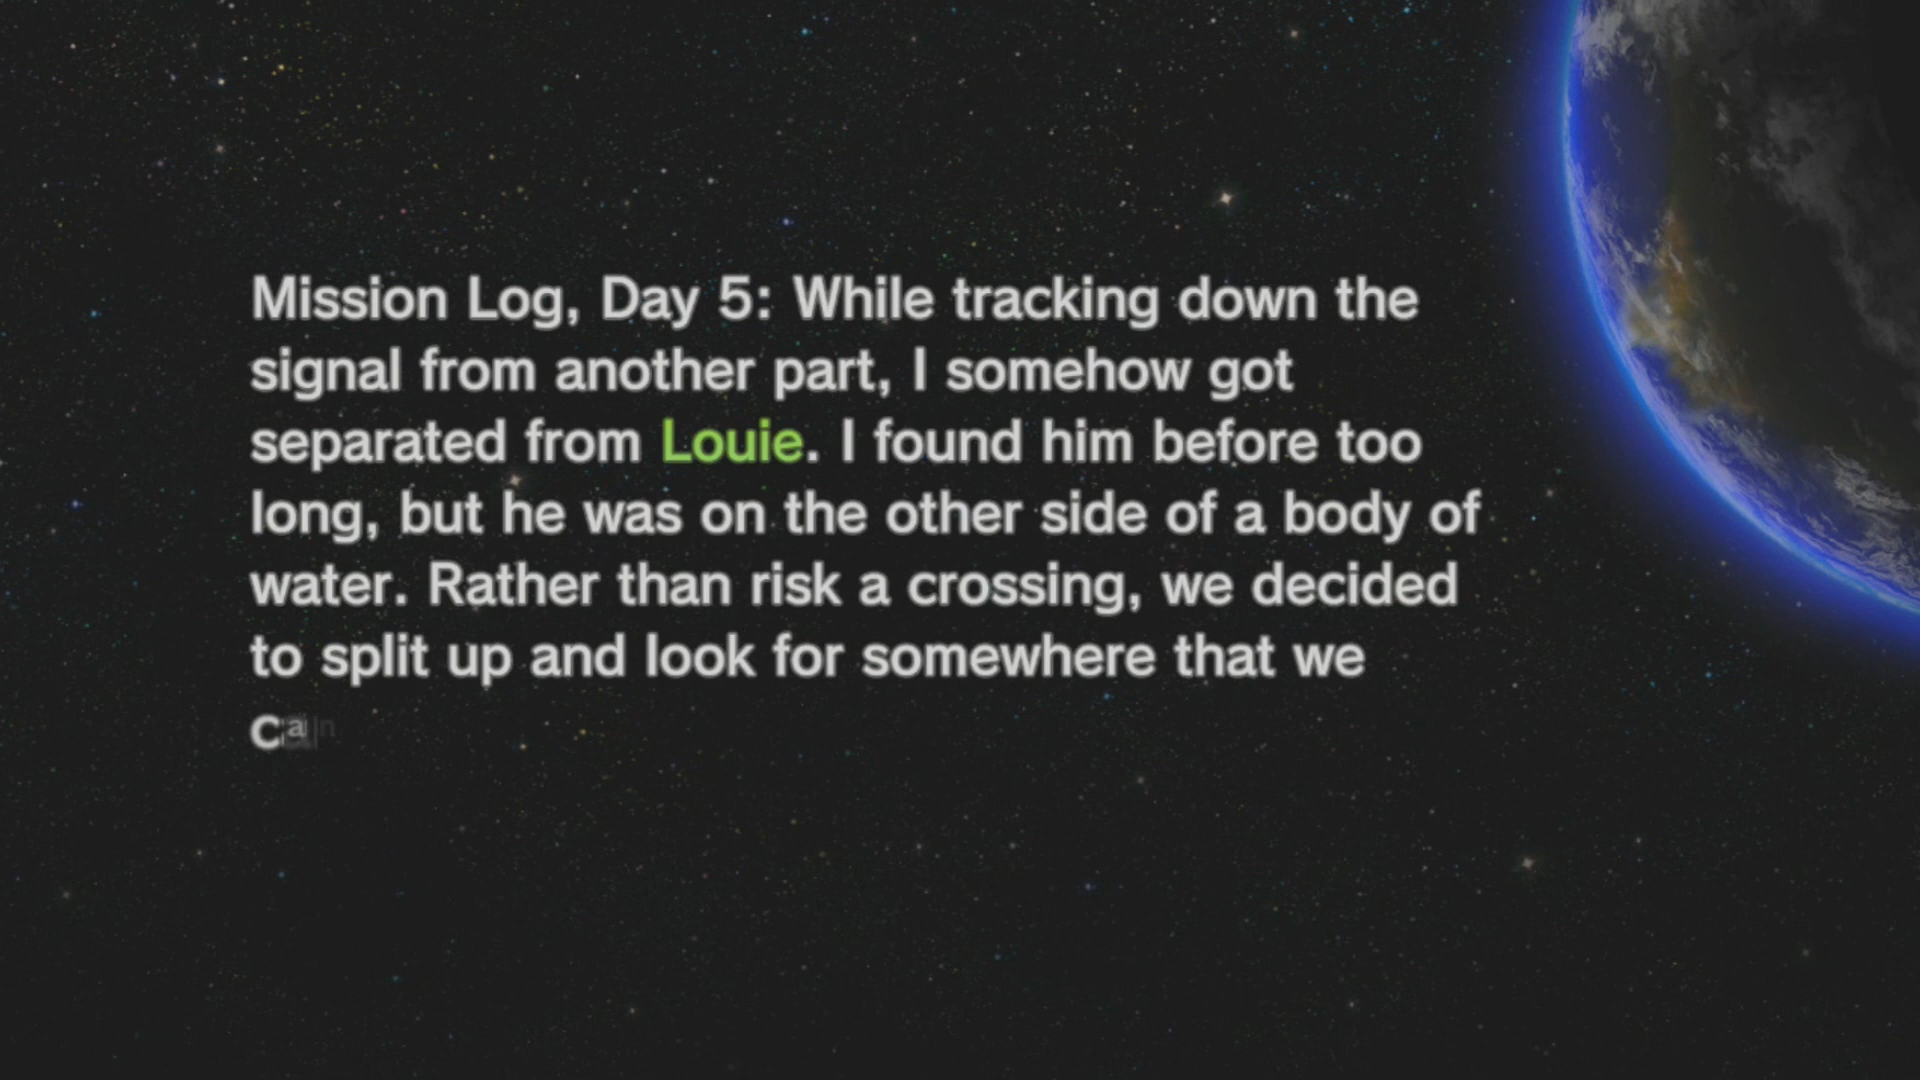 Mission Log, Day 5: While tracking down the
signal from another part, I somehow got
separated from Louie. I found him before too
long, but he was on the other side of a body of
water. Rather than risk a crossing, we decided
to split up and look for somewhere that we
can